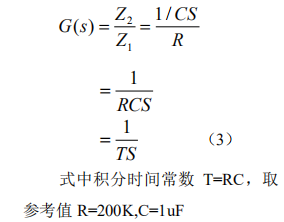 G(s) = Z₂/Z₁ = (1/CS)/R
= 1/RCS
= 1/TS （3）
式中积分时间常数 T=RC，取
参考值 R=200K,C=1uF